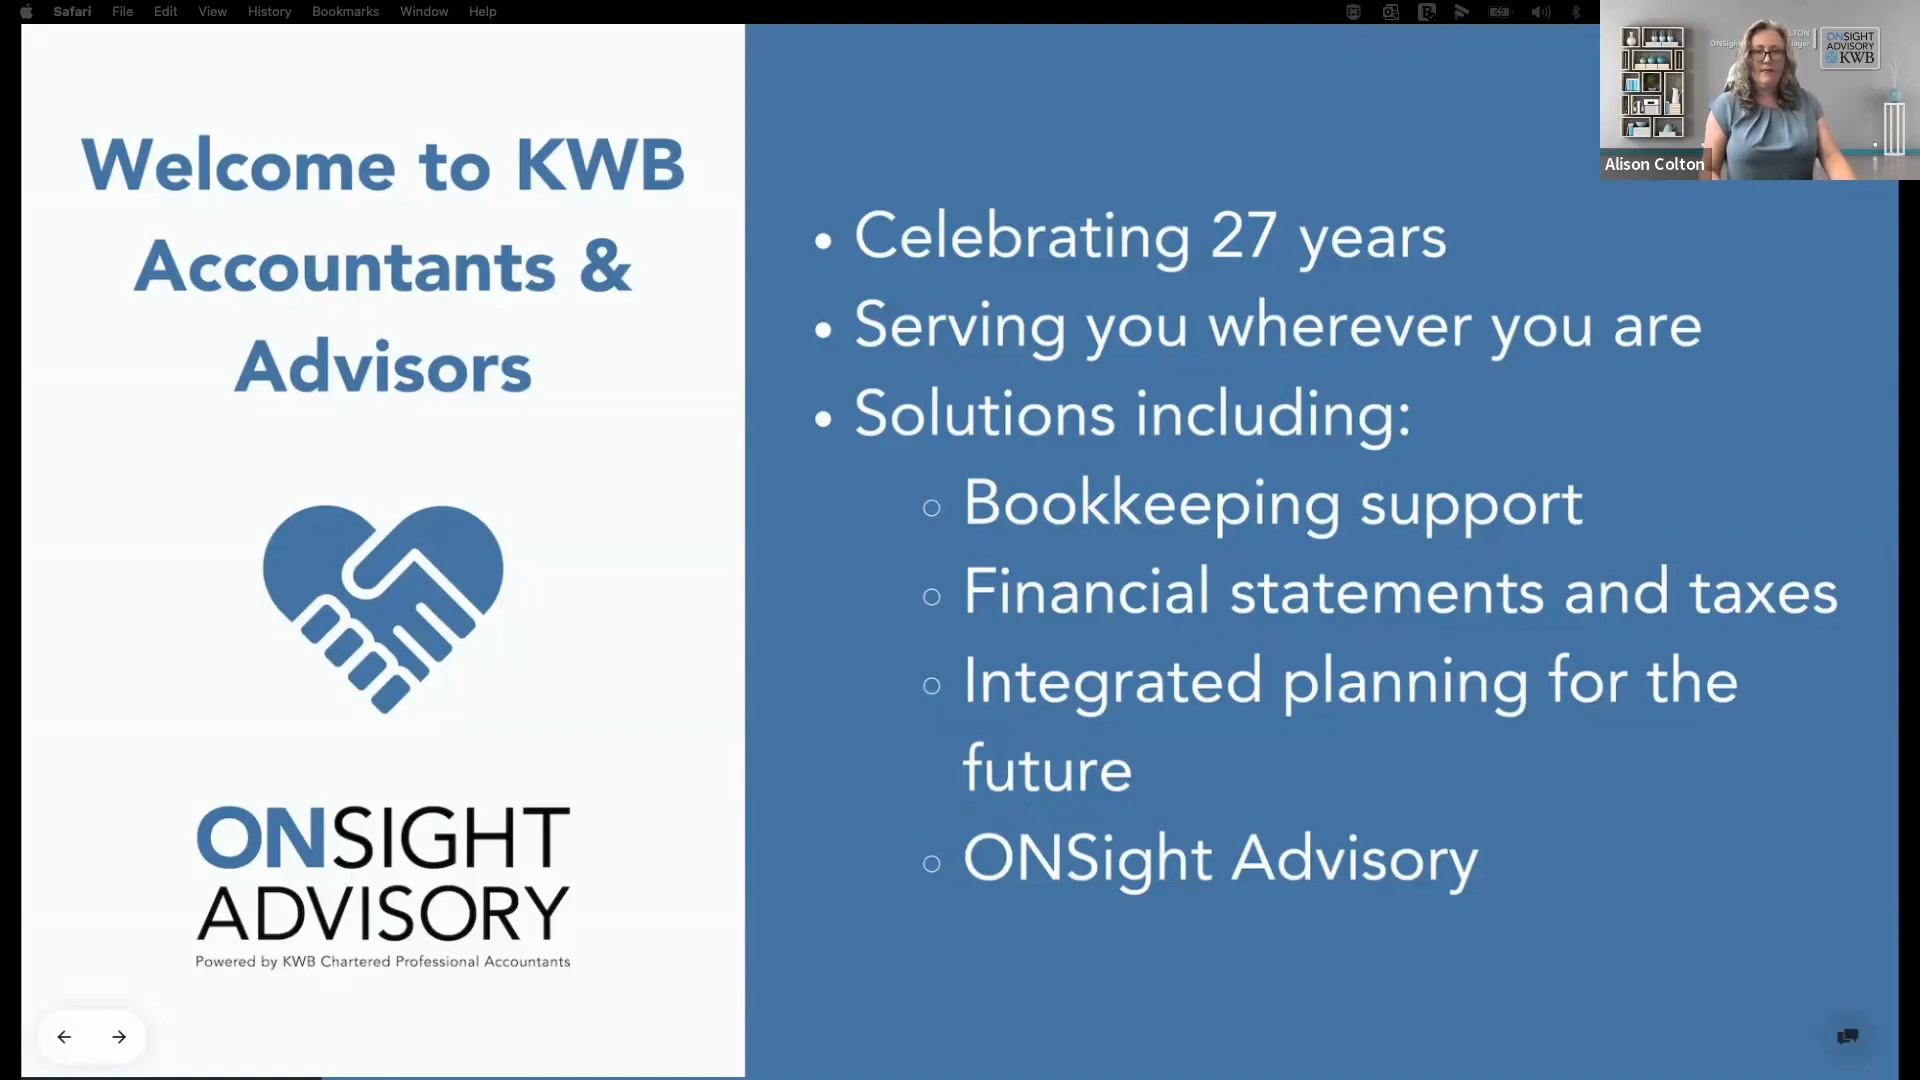 Safari File Edit View History Bookmarks Window Help
Welcome to KWB
Accountants &
Advisors
ONSIGHT
ADVISORY
Powered by KWB Chartered Professional Accountants
• Celebrating 27 years
• Serving you wherever you are
• Solutions including:
○ Bookkeeping support
○ Financial statements and taxes
○ Integrated planning for the
future
○ ONSight Advisory
ONSIGHT
ADVISORY
KWB
Alison Colton